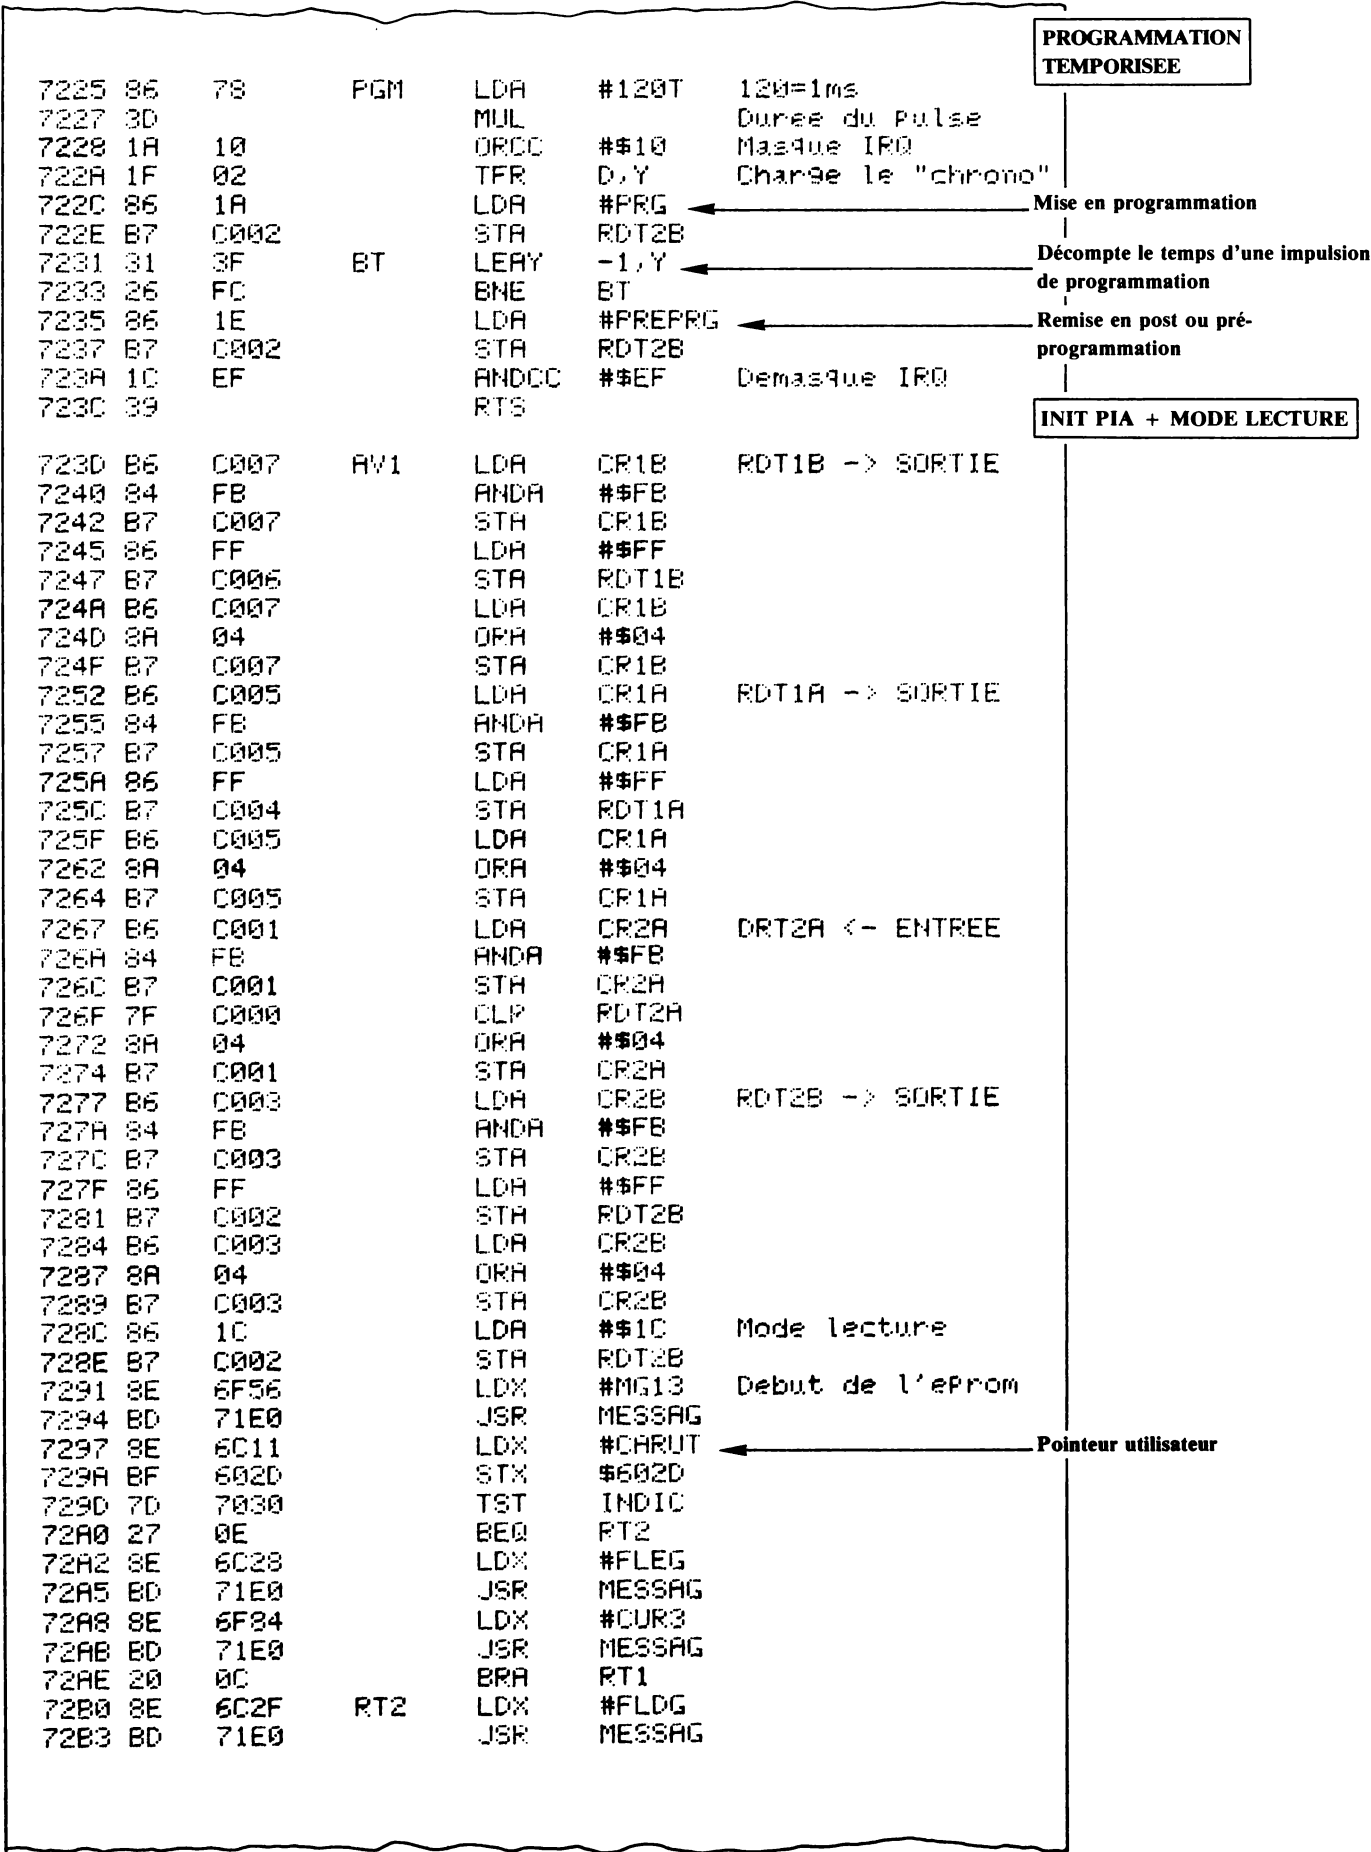 PROGRAMMATION
TEMPORISEE
7225 86 78 PGM LDA #120T 120=1ms
7227 3D MUL Duree du Pulse
7228 1A 10 ORCC #$10 Masque IRQ
722A 1F 02 TFR D,Y Charge le "chrono"
722C 86 1A LDA #PRG Mise en programmation
722E B7 C002 STA RDT2B
7231 31 3F BT LEAY -1,Y Décompte le temps d'une impulsion
de programmation
7233 26 FC BNE BT
7235 86 1E LDA #PREPRG Remise en post ou pré-
programmation
7237 B7 C002 STA RDT2B
723A 1C EF ANDCC #$EF Demasque IRQ
723C 39 RTS
INIT PIA + MODE LECTURE
723D B6 C007 AV1 LDA CR1B RDT1B -> SORTIE
7240 84 FB ANDA #$FB
7242 B7 C007 STA CR1B
7245 86 FF LDA #$FF
7247 B7 C006 STA RDT1B
724A B6 C007 LDA CR1B
724D 8A 04 ORA #$04
724F B7 C007 STA CR1B
7252 B6 C005 LDA CR1A RDT1A -> SORTIE
7255 84 FB ANDA #$FB
7257 B7 C005 STA CR1A
725A 86 FF LDA #$FF
725C B7 C004 STA RDT1A
725F B6 C005 LDA CR1A
7262 8A 04 ORA #$04
7264 B7 C005 STA CR1A
7267 B6 C001 LDA CR2A DRT2A <- ENTREE
726A 84 FB ANDA #$FB
726C B7 C001 STA CR2A
726F 7F C000 CLR RDT2A
7272 8A 04 ORA #$04
7274 B7 C001 STA CR2A
7277 B6 C003 LDA CR2B RDT2B -> SORTIE
727A 84 FB ANDA #$FB
727C B7 C003 STA CR2B
727F 86 FF LDA #$FF
7281 B7 C002 STA RDT2B
7284 B6 C003 LDA CR2B
7287 8A 04 ORA #$04
7289 B7 C003 STA CR2B
728C 86 1C LDA #$1C Mode lecture
728E B7 C002 STA RDT2B
7291 8E 6F56 LDX #MG13 Debut de l'eProm
7294 BD 71E0 JSR MESSAG
7297 8E 6C11 LDX #CARUT Pointeur utilisateur
729A BF 602D STX $602D
729D 7D 7030 TST INDIC
72A0 27 0E BEQ RT2
72A2 8E 6C28 LDX #FLEG
72A5 BD 71E0 JSR MESSAG
72A8 8E 6F84 LDX #CUR3
72AB BD 71E0 JSR MESSAG
72AE 20 0C BRA RT1
72B0 8E 6C2F RT2 LDX #FLDG
72B3 BD 71E0 JSR MESSAG